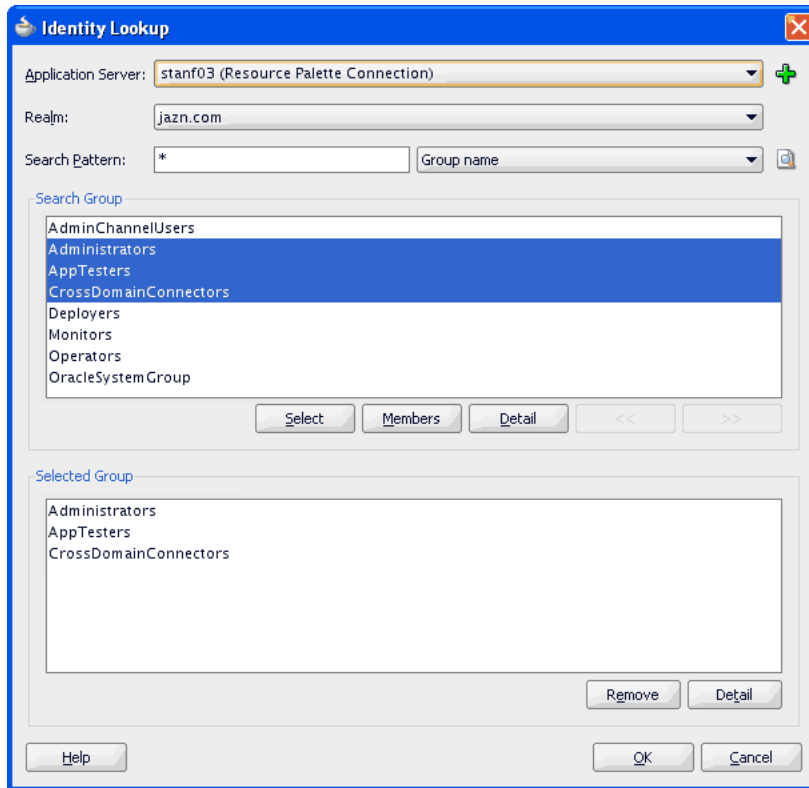 Identity Lookup
Application Server: stanf03 (Resource Palette Connection)
Realm: jazn.com
Search Pattern: * Group name
Search Group
AdminChannelUsers
Administrators
AppTesters
CrossDomainConnectors
Deployers
Monitors
Operators
OracleSystemGroup
Select Members Detail << >>
Selected Group
Administrators
AppTesters
CrossDomainConnectors
Remove Detail
Help OK Cancel